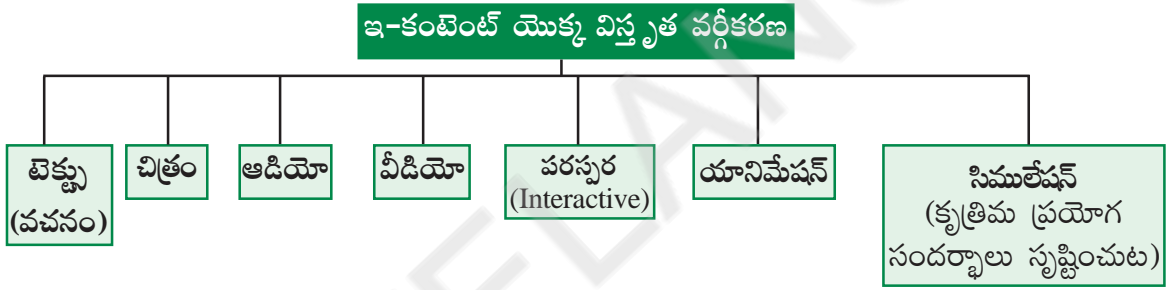 ఇ-కంటెంట్ యొక్క విస్తృత వర్గీకరణ
టెక్స్టు
(వచనం)
చిత్రం
ఆడియో
వీడియో
పరస్పర
(Interactive)
యానిమేషన్
సిములేషన్
(కృత్రిమ ప్రయోగ
సందర్భాలు సృష్టించుట)